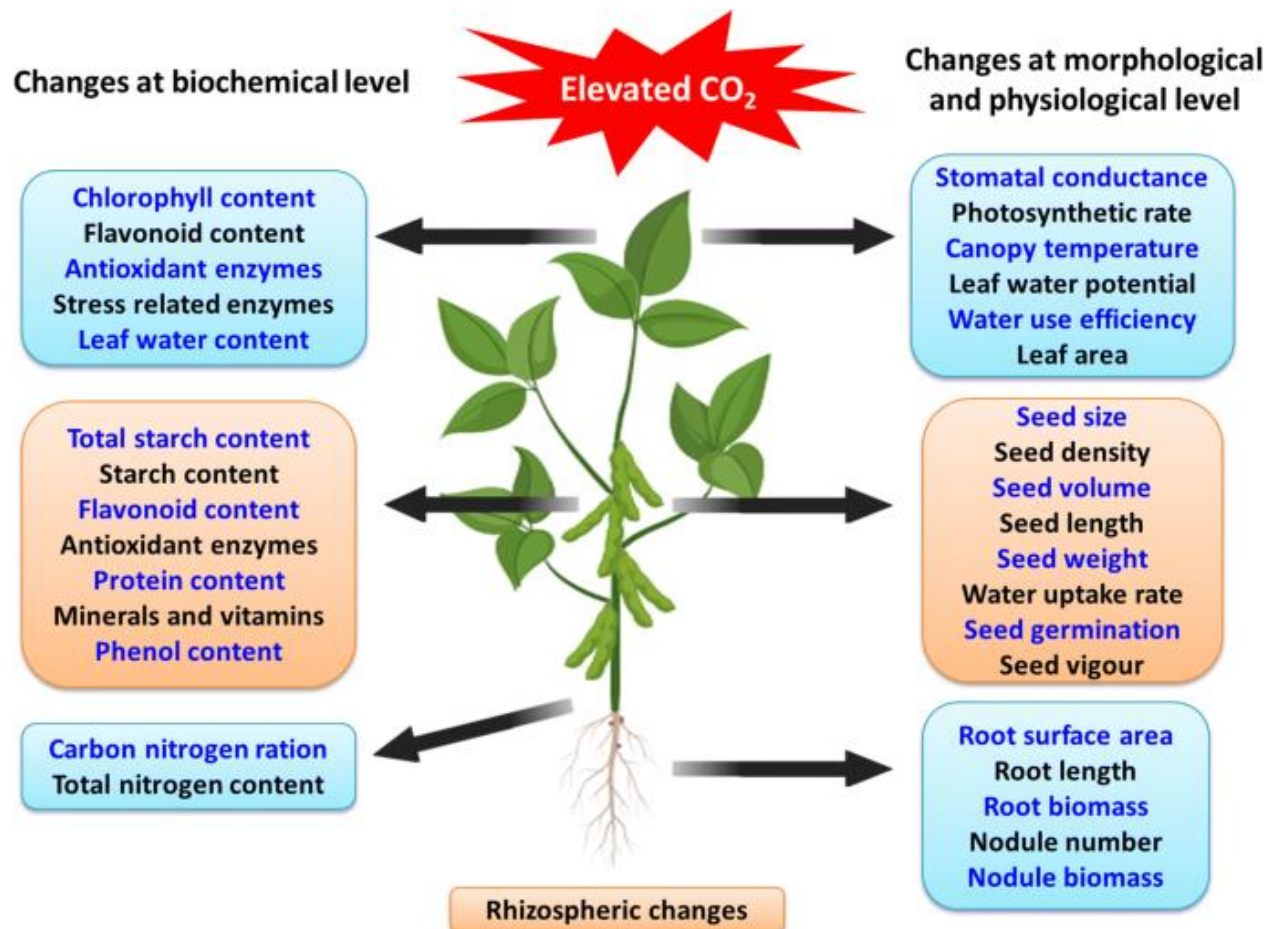 Changes at biochemical level
Elevated CO₂
Changes at morphological
and physiological level
Chlorophyll content
Flavonoid content
Antioxidant enzymes
Stress related enzymes
Leaf water content
Stomatal conductance
Photosynthetic rate
Canopy temperature
Leaf water potential
Water use efficiency
Leaf area
Total starch content
Starch content
Flavonoid content
Antioxidant enzymes
Protein content
Minerals and vitamins
Phenol content
Seed size
Seed density
Seed volume
Seed length
Seed weight
Water uptake rate
Seed germination
Seed vigour
Carbon nitrogen ration
Total nitrogen content
Root surface area
Root length
Root biomass
Nodule number
Nodule biomass
Rhizospheric changes